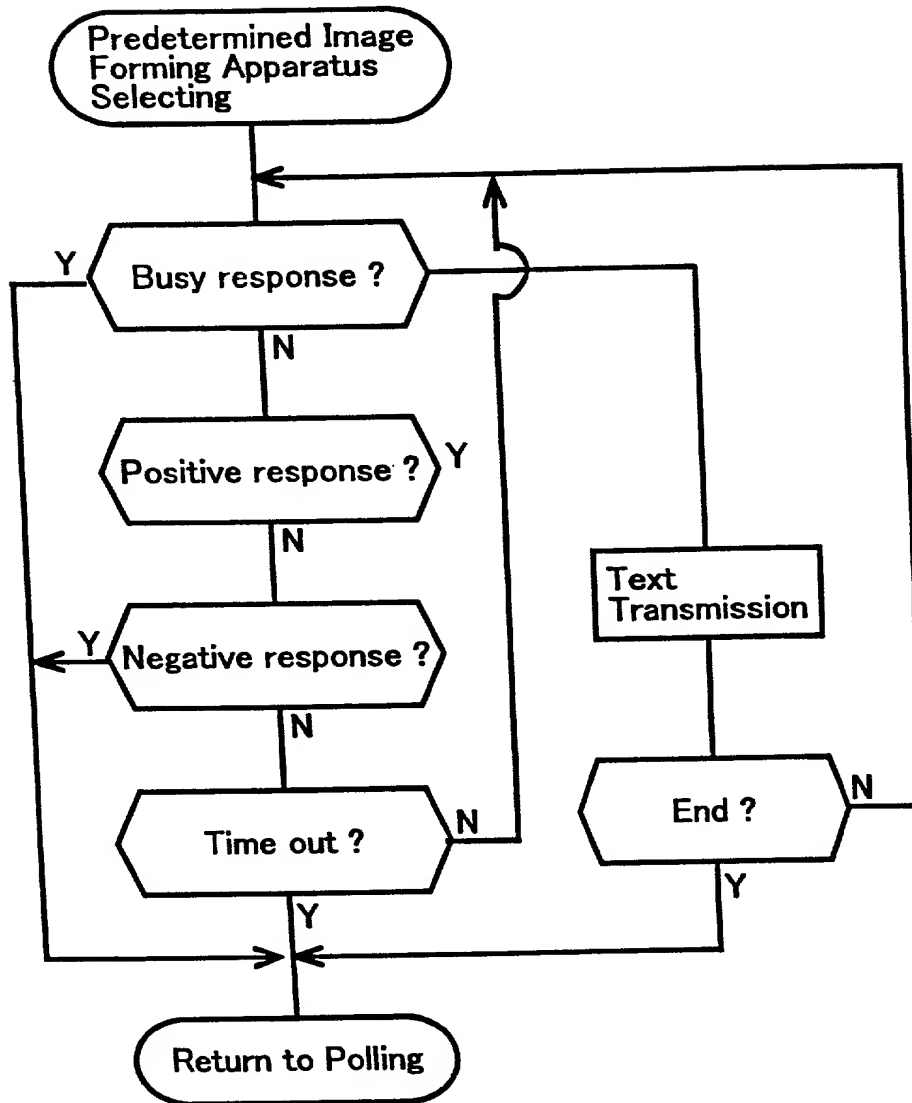 Predetermined Image
Forming Apparatus
Selecting
Y
Busy response ?
N
Positive response ?
Y
N
Y
Negative response ?
N
Text
Transmission
Time out ?
N
End ?
N
Y
Y
Return to Polling